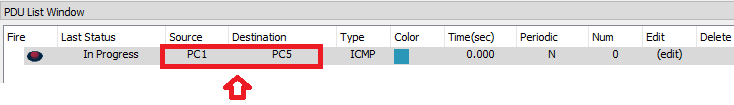 PDU List Window
Fire Last Status Source Destination Type Color Time(sec) Periodic Num Edit Delete
In Progress PC1 PC5 ICMP 0.000 N 0 (edit)